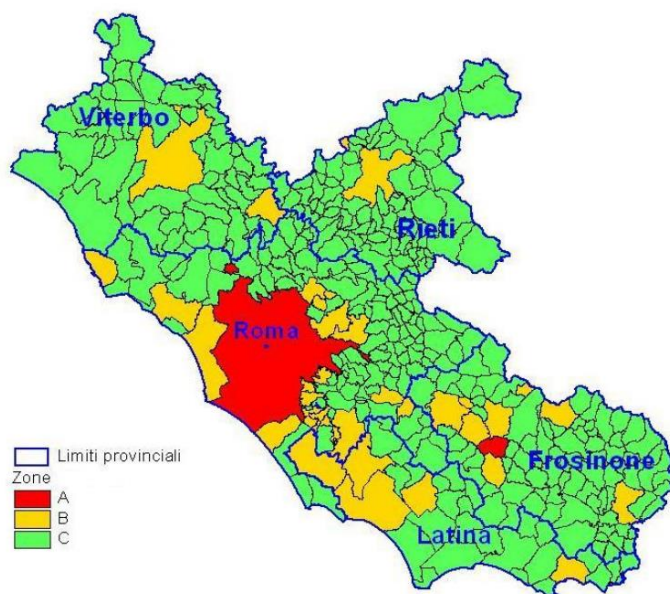 Viterbo
Rieti
Roma
Frosinone
Latina
Limiti provinciali
Zone
A
B
C